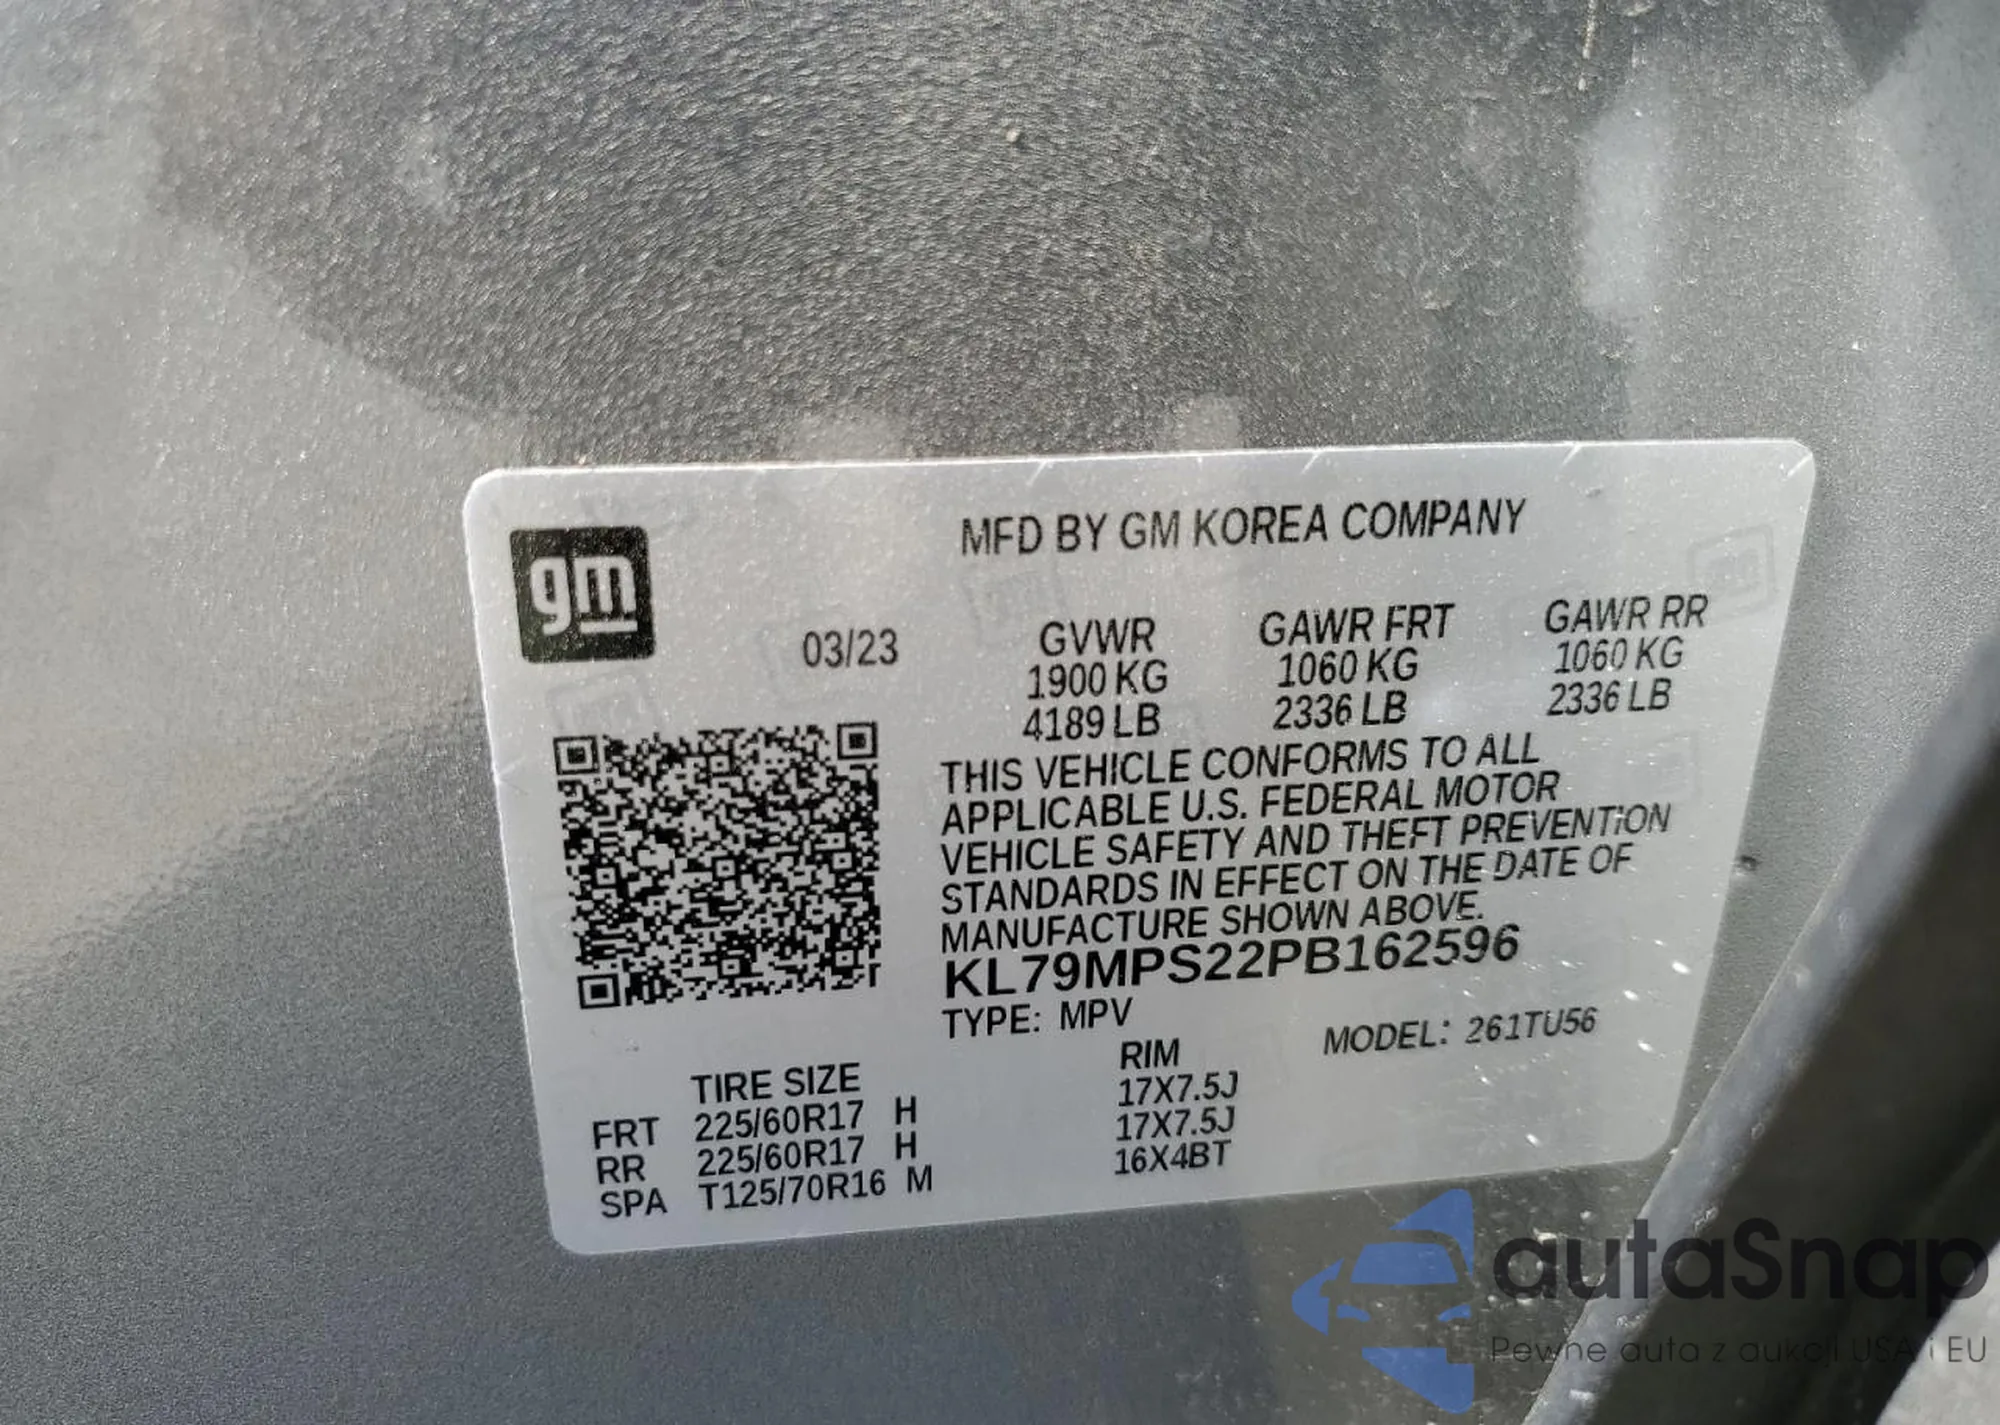 gm
MFD BY GM KOREA COMPANY
03/23
GVWR GAWR FRT GAWR RR
1900 KG 1060 KG 1060 KG
4189 LB 2336 LB 2336 LB
THIS VEHICLE CONFORMS TO ALL
APPLICABLE U.S. FEDERAL MOTOR
VEHICLE SAFETY AND THEFT PREVENTION
STANDARDS IN EFFECT ON THE DATE OF
MANUFACTURE SHOWN ABOVE.
KL79MPS22PB162596
TYPE: MPV MODEL: 261TU56
TIRE SIZE RIM
FRT 225/60R17 H 17X7.5J
RR 225/60R17 H 17X7.5J
SPA T125/70R16 M 16X4BT
autaSnap
Pewne auta z aukcji USA i EU